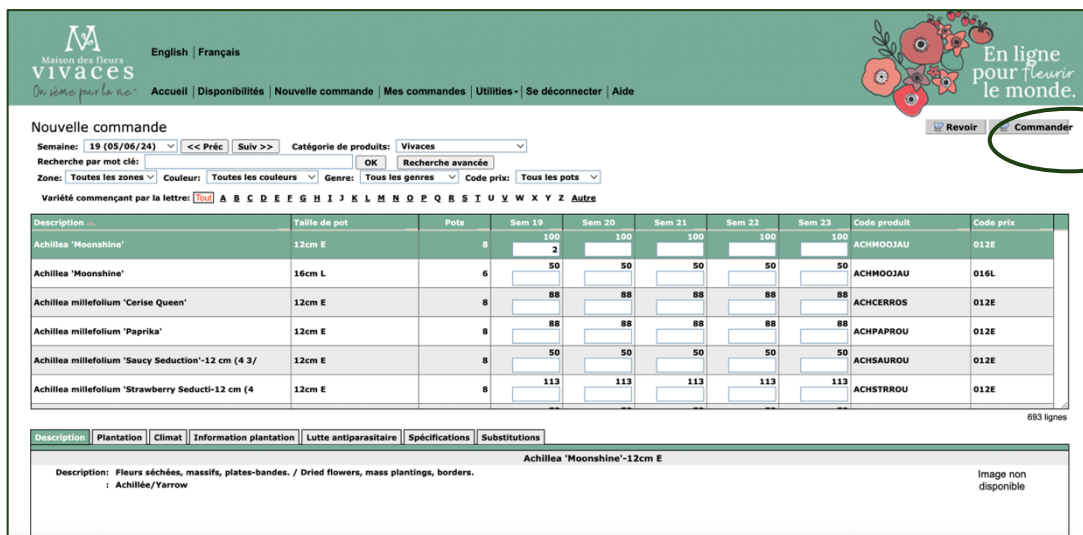 Maison des fleurs
vivaces
On sème pour la vie
English | Français
Accueil | Disponibilités | Nouvelle commande | Mes commandes | Utilities | Se déconnecter | Aide
En ligne
pour fleurir
le monde.
Nouvelle commande
Revoir Commander
Semaine: 19 (05/06/24) << Préc Suiv >> Catégorie de produits: Vivaces
Recherche par mot clé: OK Recherche avancée
Zone: Toutes les zones Couleur: Toutes les couleurs Genre: Tous les genres Code prix: Tous les pots
Variété commençant par la lettre: Tout A B C D E F G H I J K L M N O P Q R S T U V W X Y Z Autre
Description Taille de pot Pots Sem 19 Sem 20 Sem 21 Sem 22 Sem 23 Code produit Code prix
Achillea 'Moonshine' 12cm E 8 100 2 100 100 100 100 ACHMOOJAU 012E
Achillea 'Moonshine' 16cm L 6 50 50 50 50 50 ACHMOOJAU 016L
Achillea millefolium 'Cerise Queen' 12cm E 8 88 88 88 88 88 ACHCERROS 012E
Achillea millefolium 'Paprika' 12cm E 8 88 88 88 88 88 ACHPAPROU 012E
Achillea millefolium 'Saucy Seduction'-12 cm (4 3/ 12cm E 8 50 50 50 50 50 ACHSAUROU 012E
Achillea millefolium 'Strawberry Seducti-12 cm (4 12cm E 8 113 113 113 113 113 ACHSTRROU 012E
693 lignes
Description Plantation Climat Information plantation Lutte antiparasitaire Spécifications Substitutions
Achillea 'Moonshine'-12cm E
Description: Fleurs séchées, massifs, plates-bandes. / Dried flowers, mass plantings, borders.
: Achillée/Yarrow
Image non
disponible